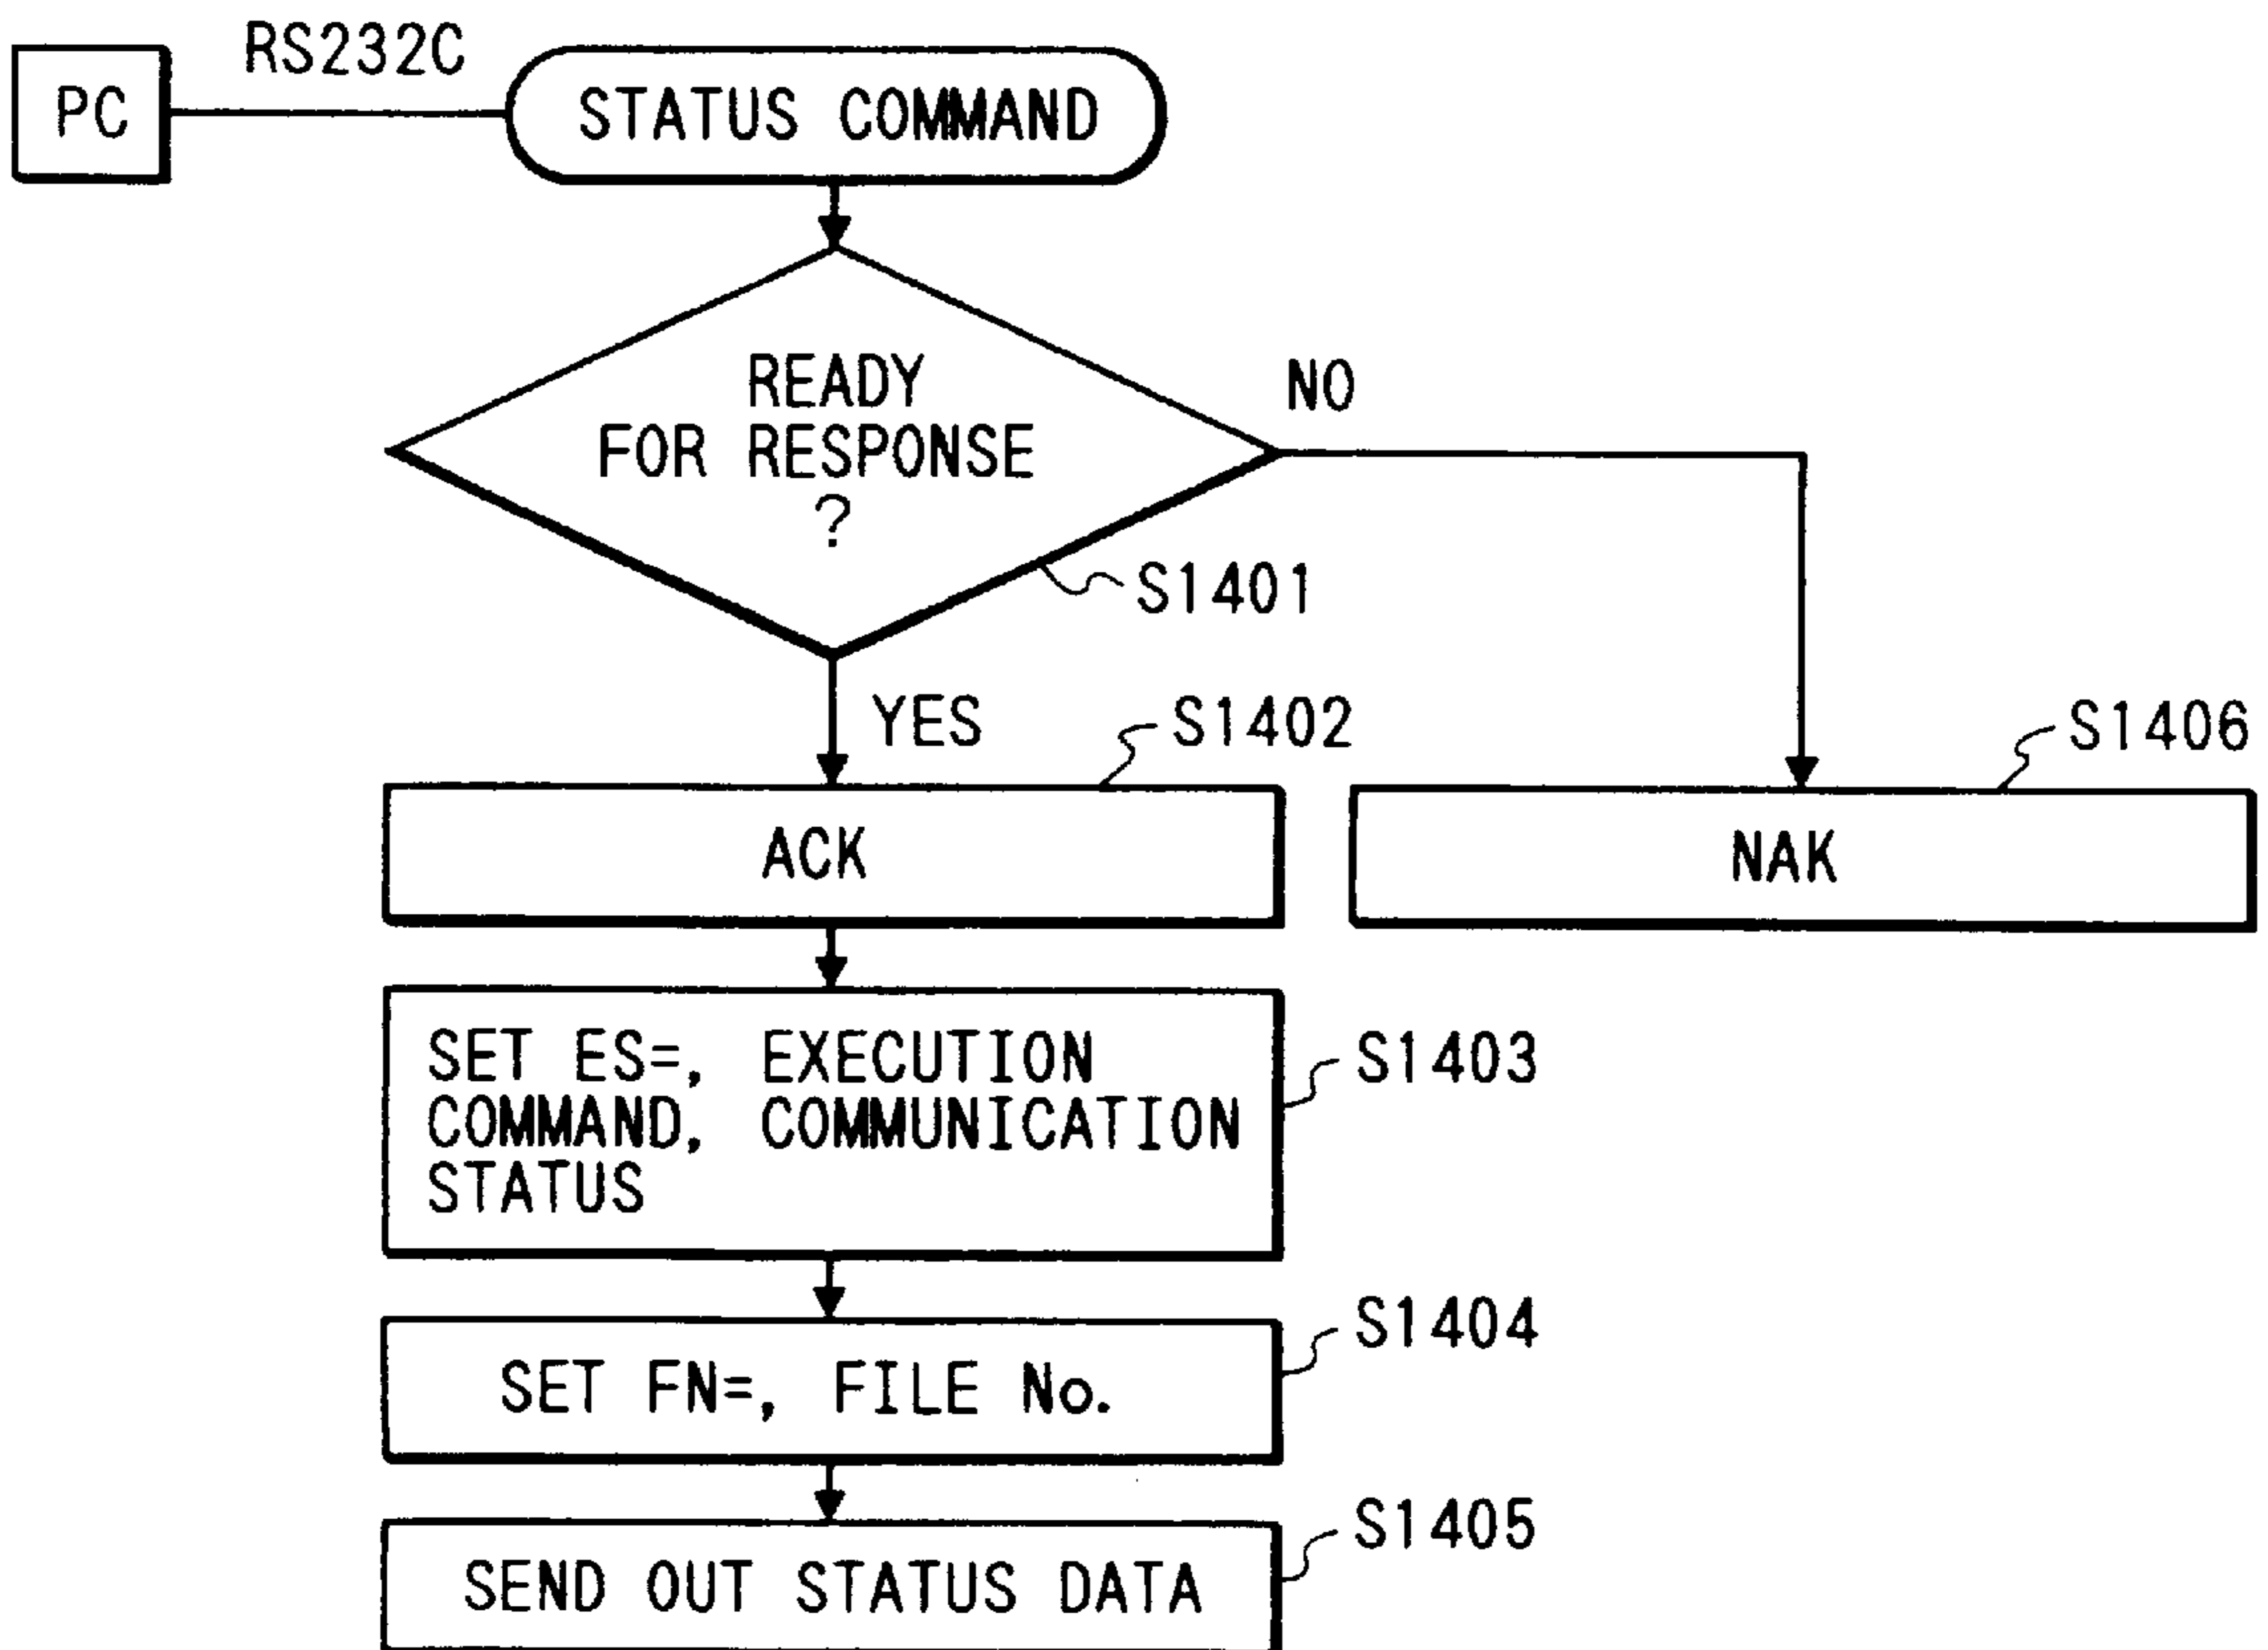 PC
RS232C
STATUS COMMAND
READY
FOR RESPONSE
?
NO
S1401
YES
S1402
S1406
ACK
NAK
SET ES=, EXECUTION
COMMAND, COMMUNICATION
STATUS
S1403
SET FN=, FILE No.
S1404
SEND OUT STATUS DATA
S1405